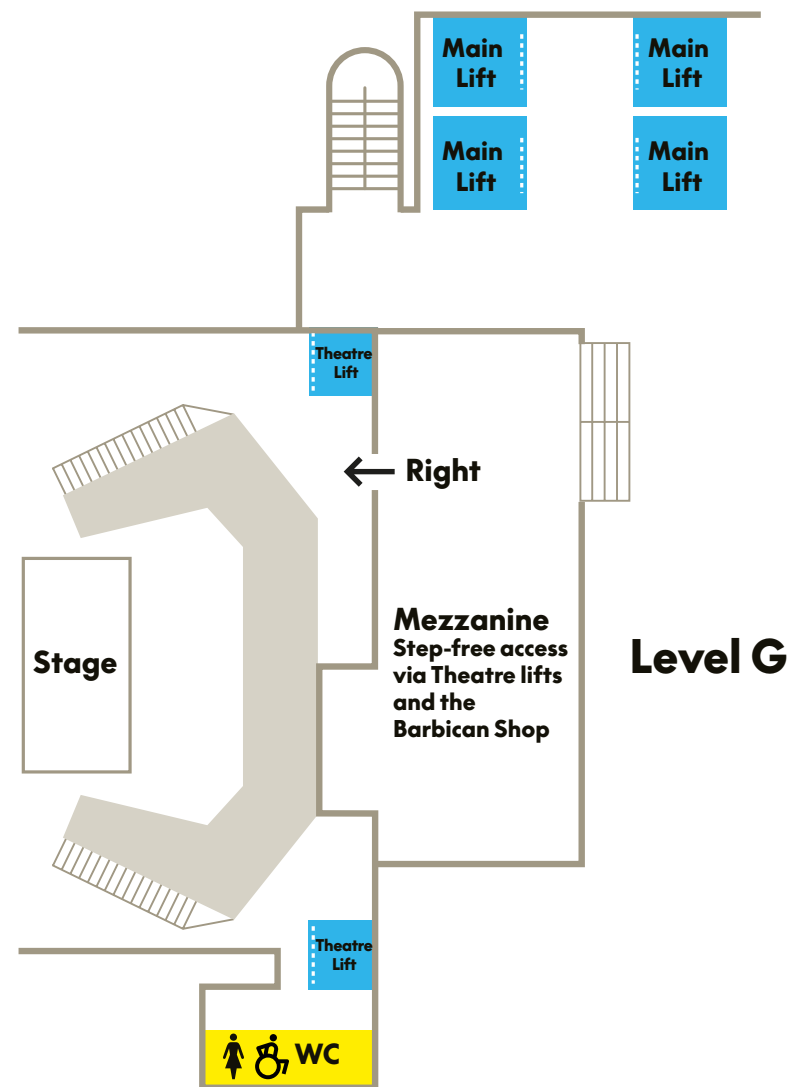 Main
Lift
Main
Lift
Main
Lift
Main
Lift
Theatre
Lift
Right
Mezzanine
Step-free access
via Theatre lifts
and the
Barbican Shop
Stage
Level G
Theatre
Lift
WC